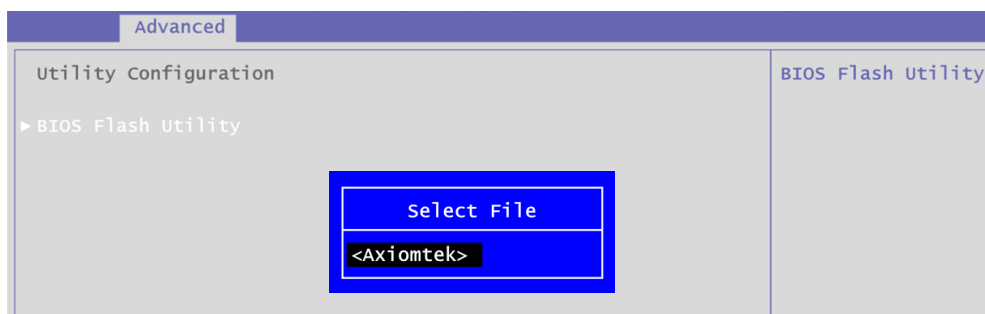 Advanced
Utility Configuration
BIOS Flash Utility
BIOS Flash Utility
Select File
<Axiomtek>